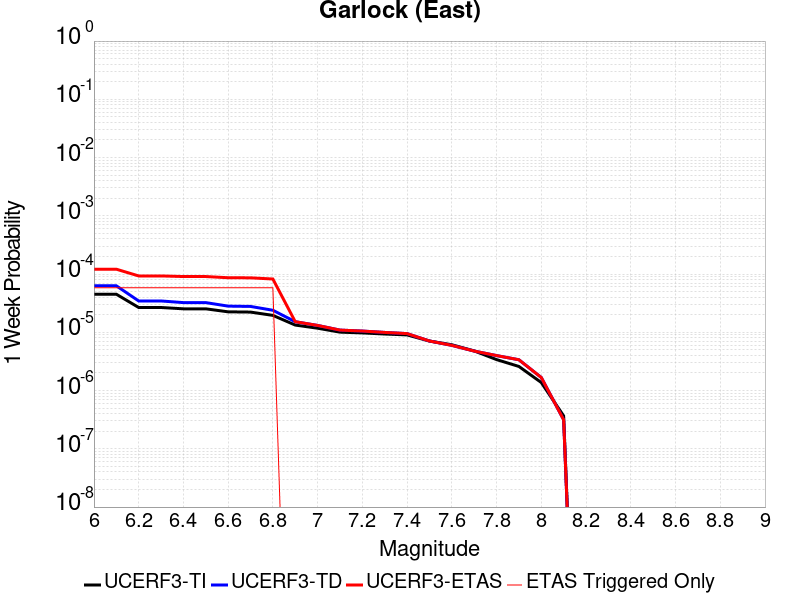 Garlock (East)
1 Week Probability
10^0
10^-1
10^-2
10^-3
10^-4
10^-5
10^-6
10^-7
10^-8
6 6.2 6.4 6.6 6.8 7 7.2 7.4 7.6 7.8 8 8.2 8.4 8.6 8.8 9
Magnitude
UCERF3-TI UCERF3-TD UCERF3-ETAS ETAS Triggered Only